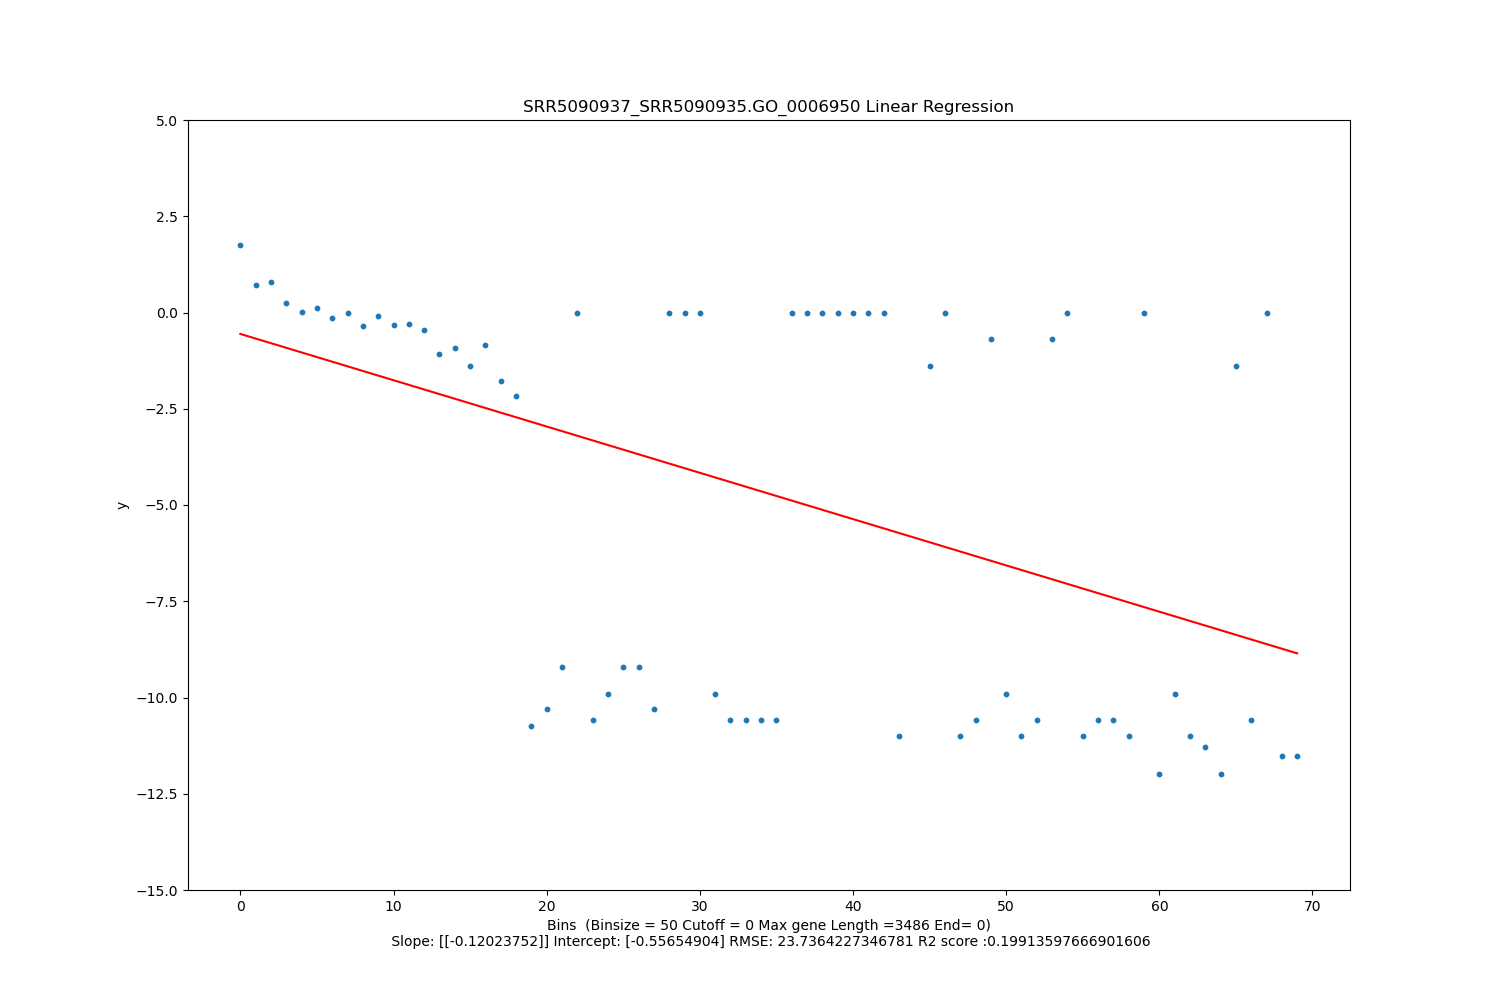 SRR5090937_SRR5090935.GO_0006950 Linear Regression
5.0
2.5
0.0
−2.5
−5.0
−7.5
−10.0
−12.5
−15.0
y
0 10 20 30 40 50 60 70
Bins  (Binsize = 50 Cutoff = 0 Max gene Length =3486 End= 0)
Slope: [[-0.12023752]] Intercept: [-0.55654904] RMSE: 23.7364227346781 R2 score :0.19913597666901606